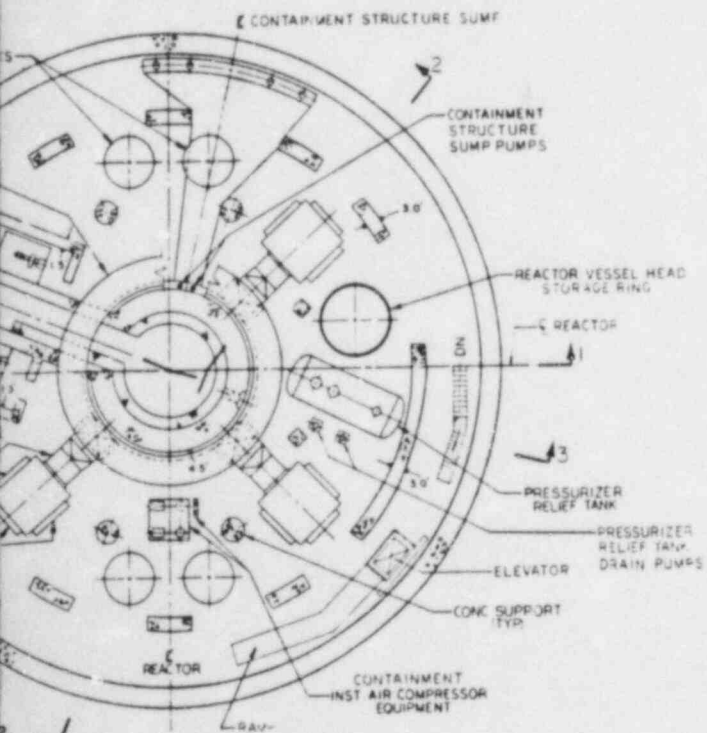 ℄ CONTAINMENT STRUCTURE SUMP
2
CONTAINMENT
STRUCTURE
SUMP PUMPS
3.0'
REACTOR VESSEL HEAD
STORAGE RING
℄ REACTOR
DN
1
3
PRESSURIZER
RELIEF TANK
3.0'
PRESSURIZER
RELIEF TANK
DRAIN PUMPS
ELEVATOR
CONC SUPPORT
(TYP)
℄
REACTOR
CONTAINMENT
INST AIR COMPRESSOR
EQUIPMENT
4.5'